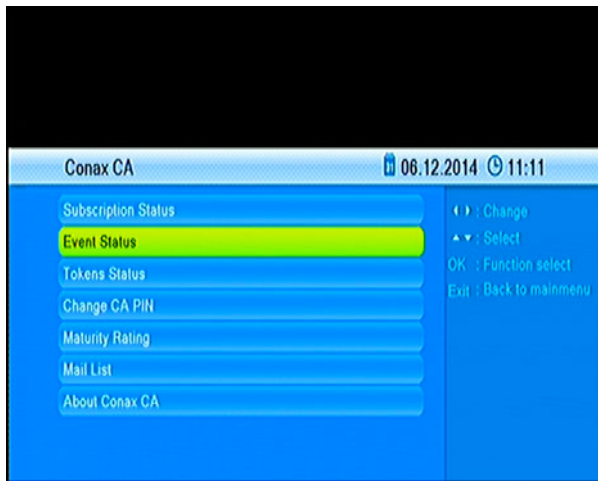 Conax CA 06.12.2014 11:11
Subscription Status
Event Status
Tokens Status
Change CA PIN
Maturity Rating
Mail List
About Conax CA
: Change
: Select
OK : Function select
Exit : Back to mainmenu